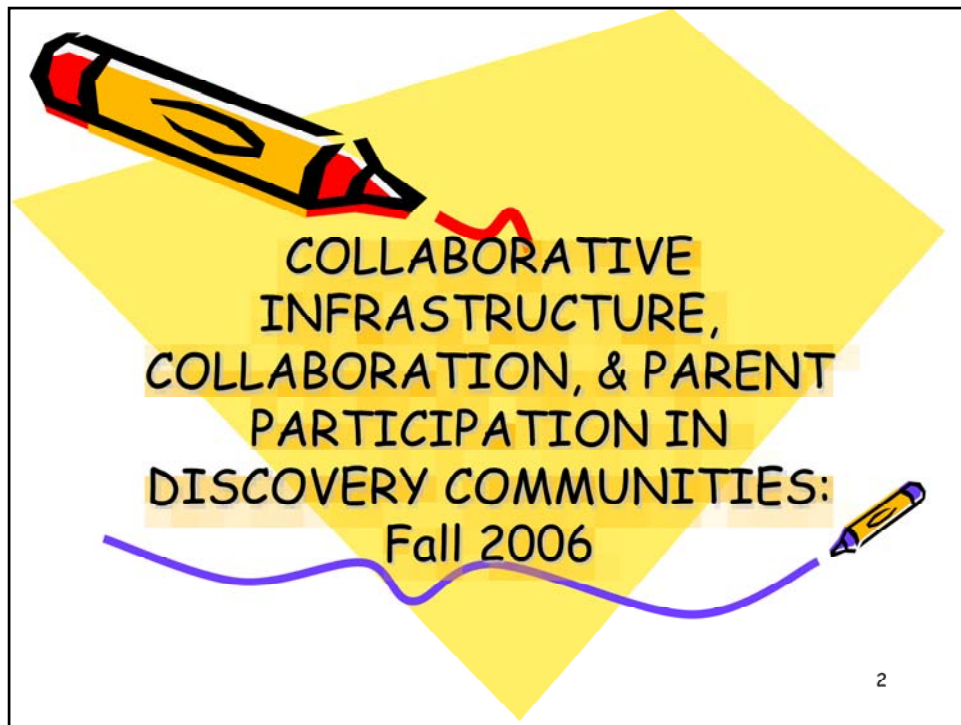 COLLABORATIVE
INFRASTRUCTURE,
COLLABORATION, & PARENT
PARTICIPATION IN
DISCOVERY COMMUNITIES:
Fall 2006
2